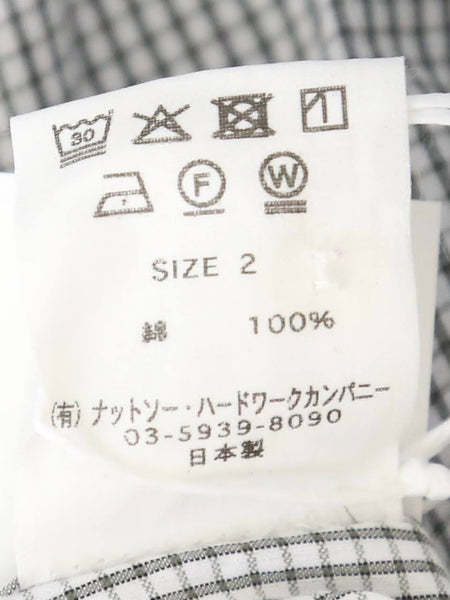 30
F W
SIZE 2
綿 100%
(有) ナットソー・ハードワークカンパニー
03-5939-8090
日本製